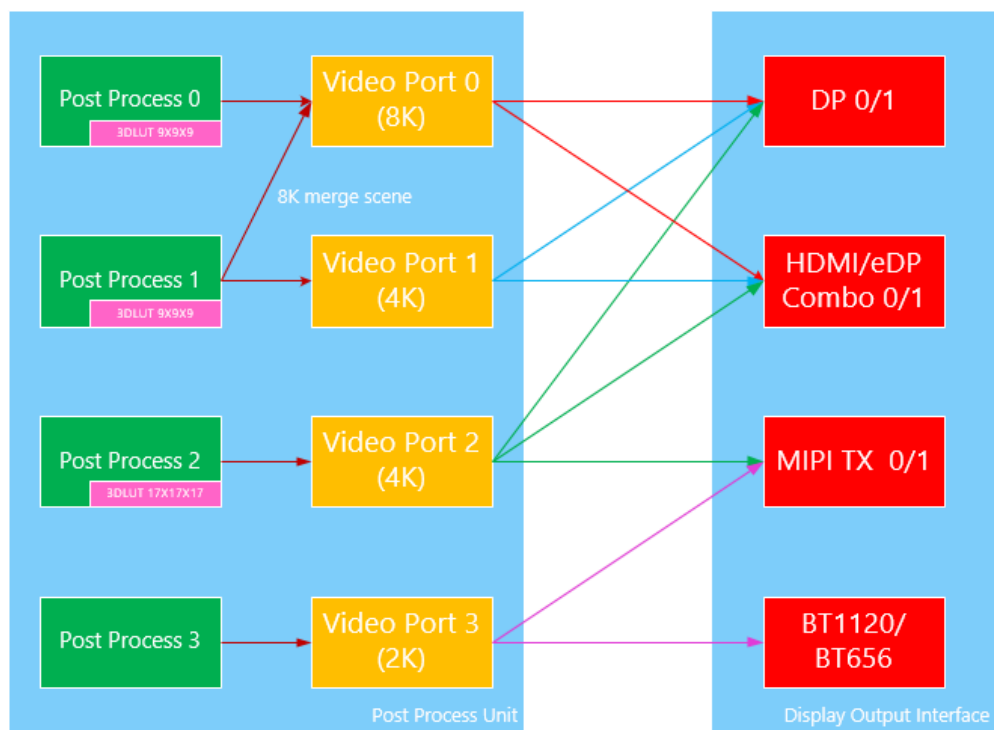 Post Process 0
3DLUT 9X9X9
Video Port 0
(8K)
DP 0/1
8K merge scene
Post Process 1
3DLUT 9X9X9
Video Port 1
(4K)
HDMI/eDP
Combo 0/1
Post Process 2
3DLUT 17X17X17
Video Port 2
(4K)
MIPI TX 0/1
Post Process 3
Video Port 3
(2K)
BT1120/
BT656
Post Process Unit
Display Output Interface